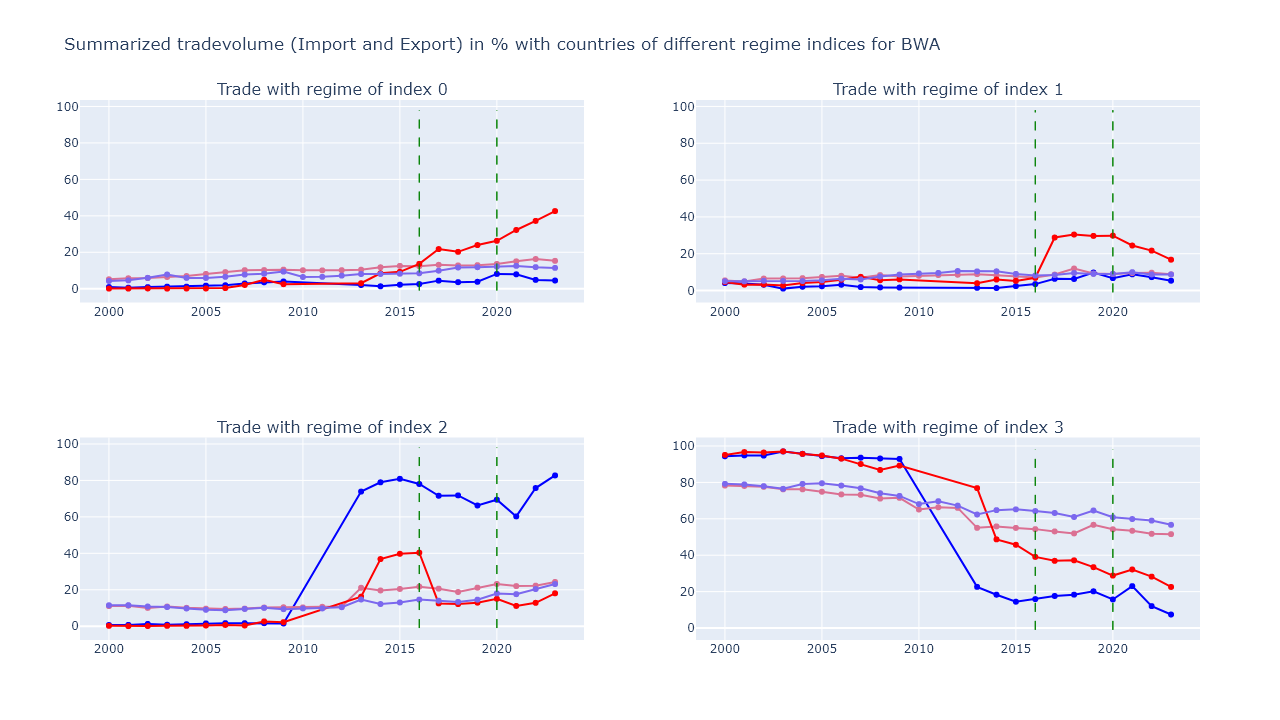 Summarized tradevolume (Import and Export) in % with countries of different regime indices for BWA
Trade with regime of index 0
100
80
60
40
20
0
2000 2005 2010 2015 2020
Trade with regime of index 1
100
80
60
40
20
0
2000 2005 2010 2015 2020
Trade with regime of index 2
100
80
60
40
20
0
2000 2005 2010 2015 2020
Trade with regime of index 3
100
80
60
40
20
0
2000 2005 2010 2015 2020